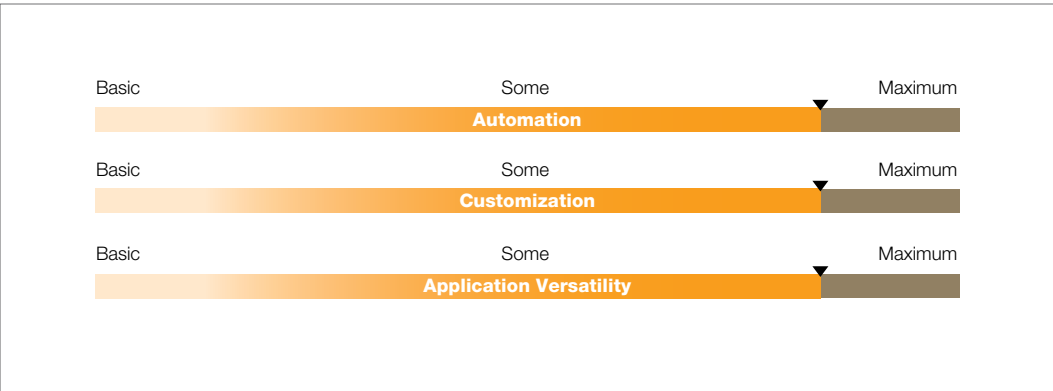 Basic Some Maximum
Automation
Basic Some Maximum
Customization
Basic Some Maximum
Application Versatility